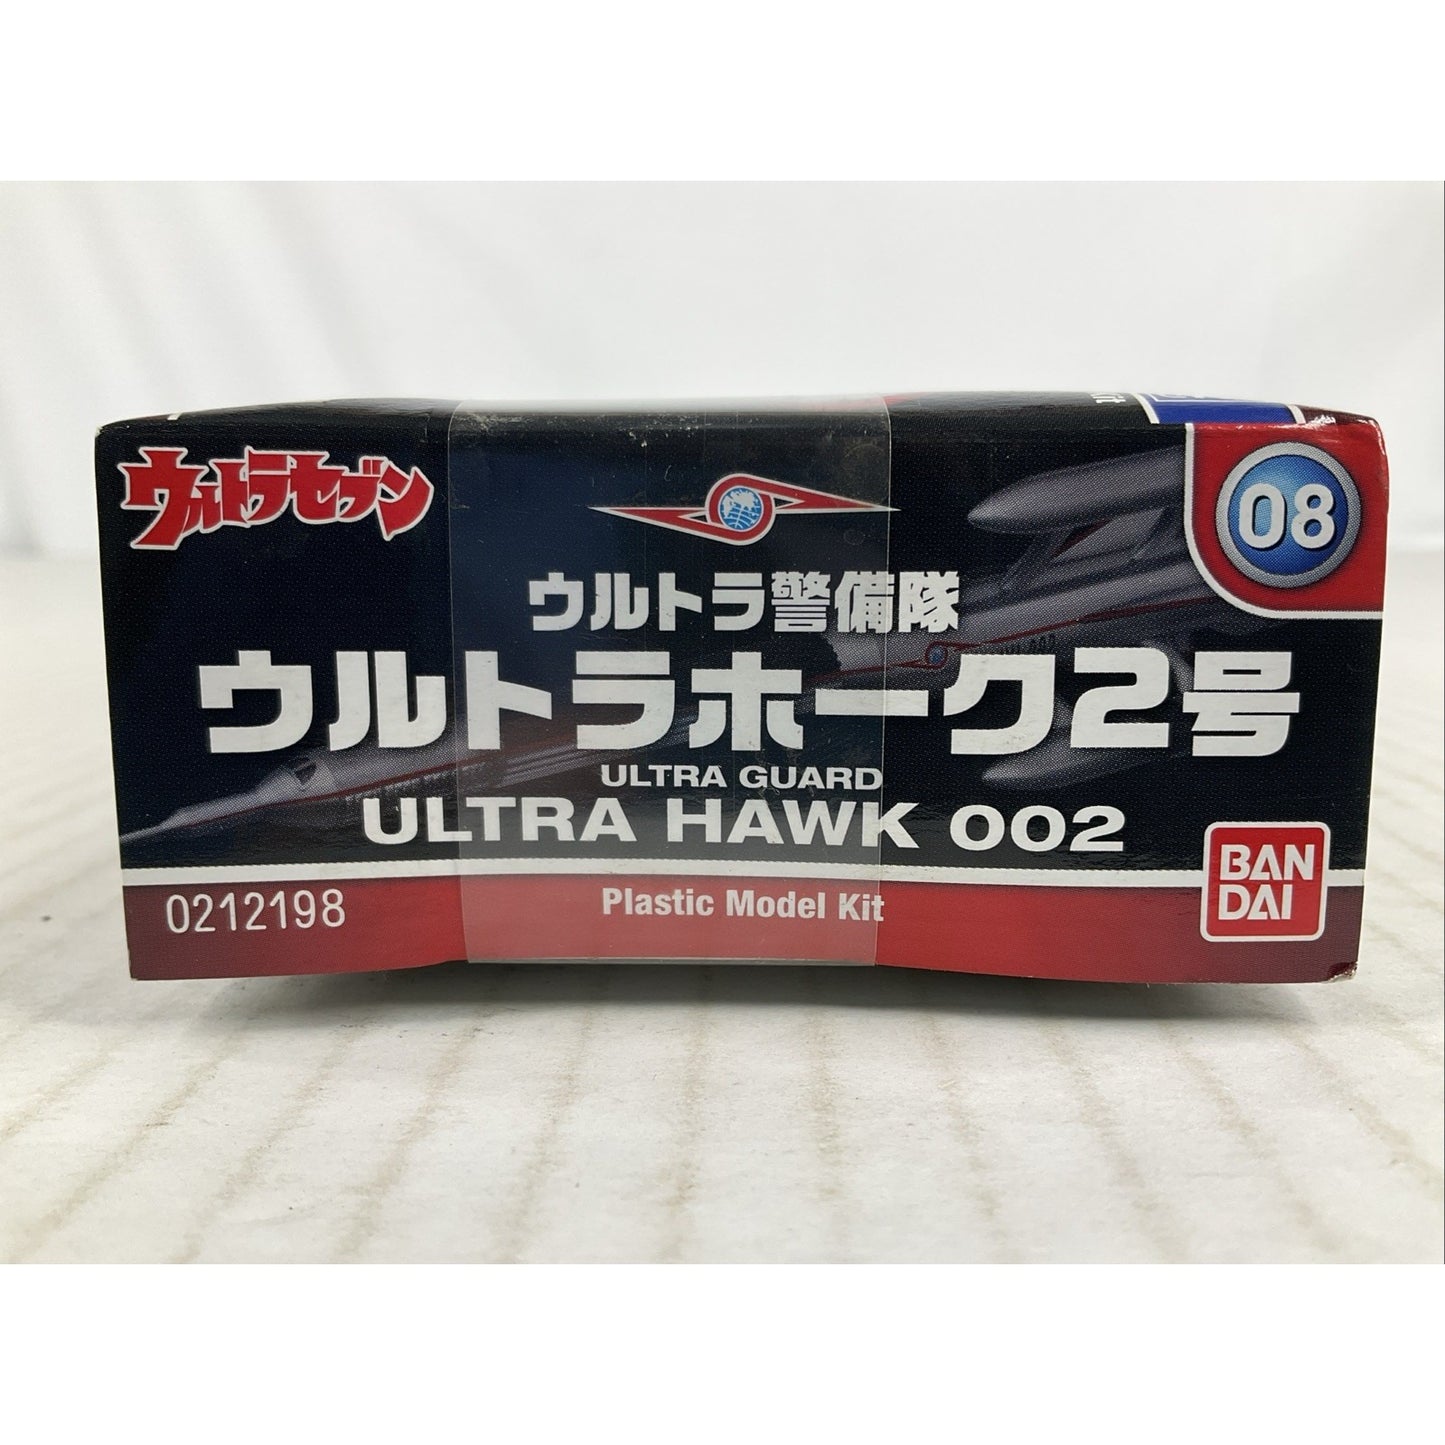 ウルトラセブン
08
ウルトラ警備隊
ウルトラホーク2号
ULTRA GUARD
ULTRA HAWK 002
0212198
Plastic Model Kit
BAN
DAI